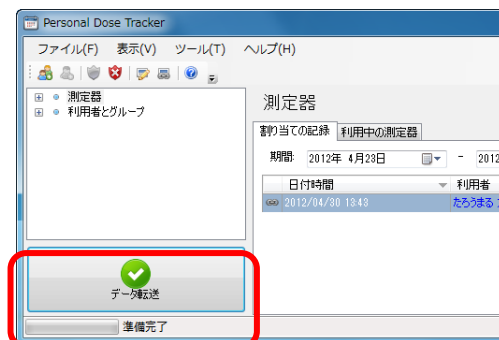 Personal Dose Tracker
ファイル(F) 表示(V) ツール(T) ヘルプ(H)
測定器
利用者とグループ
測定器
割り当ての記録 利用中の測定器
期間: 2012年 4月23日 - 2012
日付時間 利用者
2012/04/30 13:43 たろうまる
データ転送
準備完了